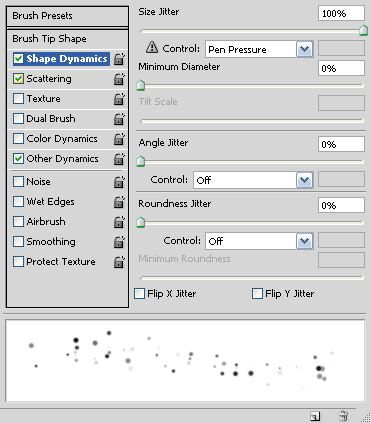 Brush Presets
Brush Tip Shape
Shape Dynamics
Scattering
Texture
Dual Brush
Color Dynamics
Other Dynamics
Noise
Wet Edges
Airbrush
Smoothing
Protect Texture
Size Jitter 100%
Control: Pen Pressure
Minimum Diameter 0%
Tilt Scale
Angle Jitter 0%
Control: Off
Roundness Jitter 0%
Control: Off
Minimum Roundness
Flip X Jitter Flip Y Jitter